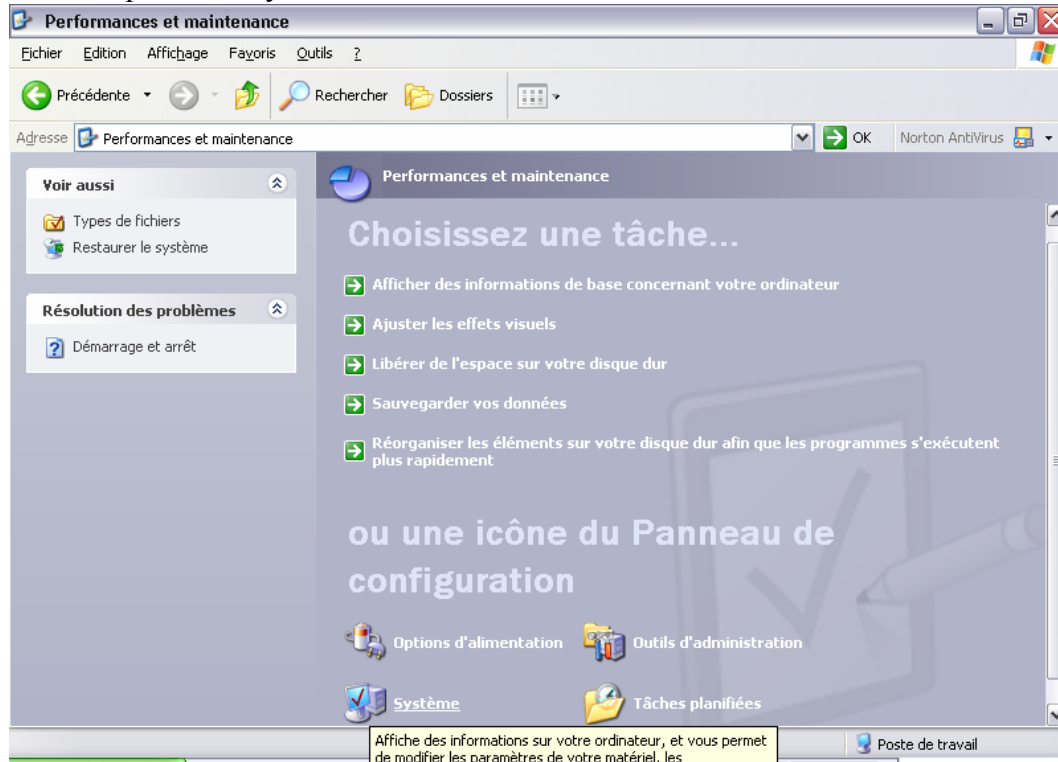 Performances et maintenance
Fichier Edition Affichage Favoris Outils ?
Précédente Rechercher Dossiers
Adresse Performances et maintenance OK Norton AntiVirus
Voir aussi
Types de fichiers
Restaurer le système
Résolution des problèmes
Démarrage et arrêt
Performances et maintenance
Choisissez une tâche...
Afficher des informations de base concernant votre ordinateur
Ajuster les effets visuels
Libérer de l'espace sur votre disque dur
Sauvegarder vos données
Réorganiser les éléments sur votre disque dur afin que les programmes s'exécutent
plus rapidement
ou une icône du Panneau de
configuration
Options d'alimentation Outils d'administration
Système Tâches planifiées
Affiche des informations sur votre ordinateur, et vous permet
de modifier les paramètres de votre matériel, les
Poste de travail